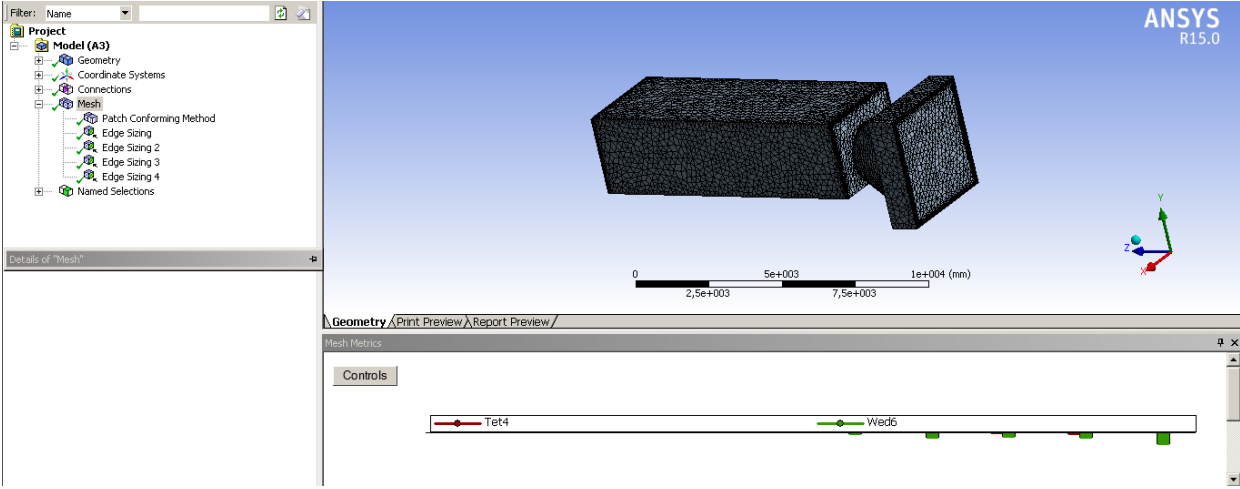 Filter: Name
Project
Model (A3)
Geometry
Coordinate Systems
Connections
Mesh
Patch Conforming Method
Edge Sizing
Edge Sizing 2
Edge Sizing 3
Edge Sizing 4
Named Selections
Details of "Mesh"
ANSYS
R15.0
Y
Z
X
0 5e+003 1e+004 (mm)
2,5e+003 7,5e+003
Geometry Print Preview Report Preview
Mesh Metrics
Controls
Tet4 Wed6